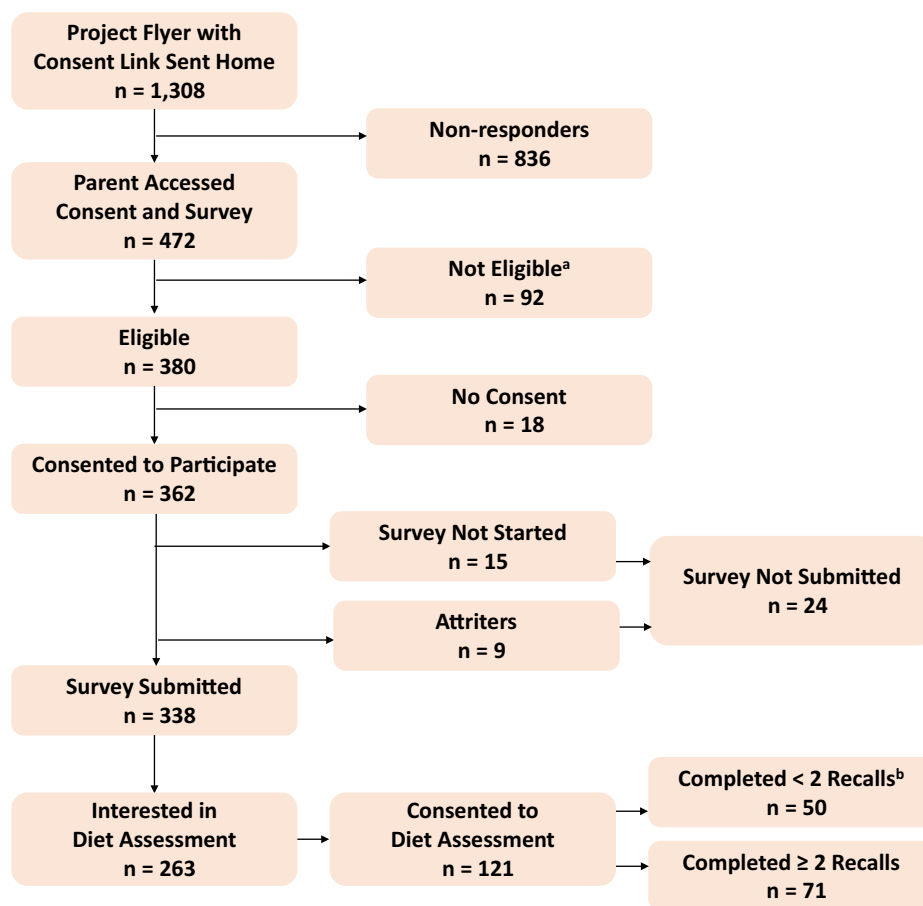 Project Flyer with
Consent Link Sent Home
n = 1,308
Non-responders
n = 836
Parent Accessed
Consent and Survey
n = 472
Not Eligibleᵃ
n = 92
Eligible
n = 380
No Consent
n = 18
Consented to Participate
n = 362
Survey Not Started
n = 15
Survey Not Submitted
n = 24
Attriters
n = 9
Survey Submitted
n = 338
Interested in
Diet Assessment
n = 263
Consented to
Diet Assessment
n = 121
Completed < 2 Recallsᵇ
n = 50
Completed ≥ 2 Recalls
n = 71